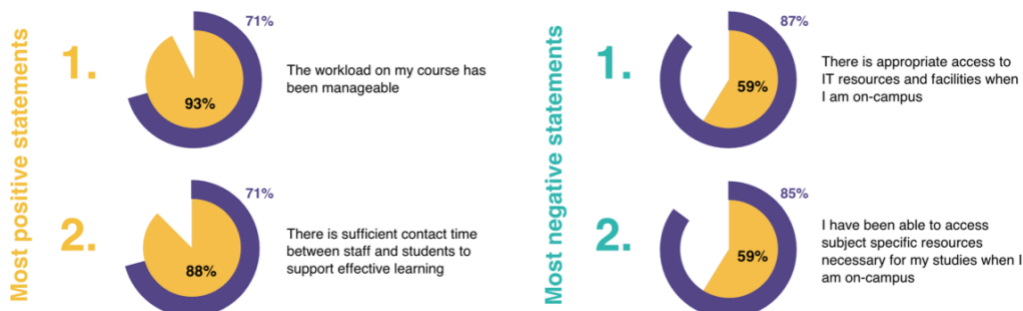 Most positive statements
1.
71%
93%
The workload on my course has
been manageable
2.
71%
88%
There is sufficient contact time
between staff and students to
support effective learning
Most negative statements
1.
87%
59%
There is appropriate access to
IT resources and facilities when
I am on-campus
2.
85%
59%
I have been able to access
subject specific resources
necessary for my studies when I
am on-campus